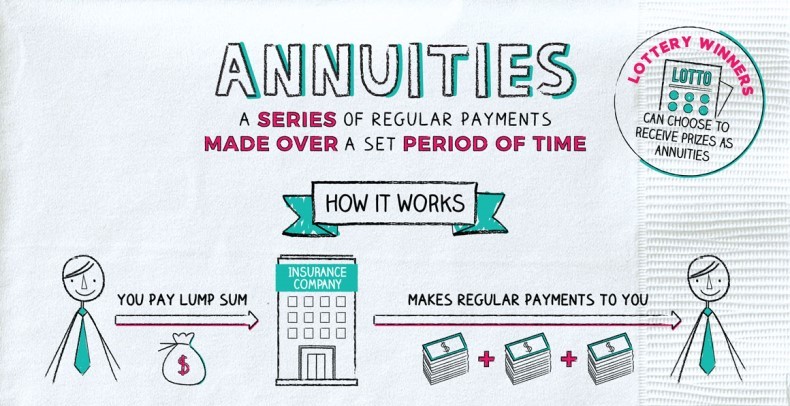 ANNUITIES
A SERIES OF REGULAR PAYMENTS
MADE OVER A SET PERIOD OF TIME
LOTTERY WINNERS
LOTTO
CAN CHOOSE TO
RECEIVE PRIZES AS
ANNUITIES
HOW IT WORKS
YOU PAY LUMP SUM
$
INSURANCE
COMPANY
MAKES REGULAR PAYMENTS TO YOU
$ + $ + $